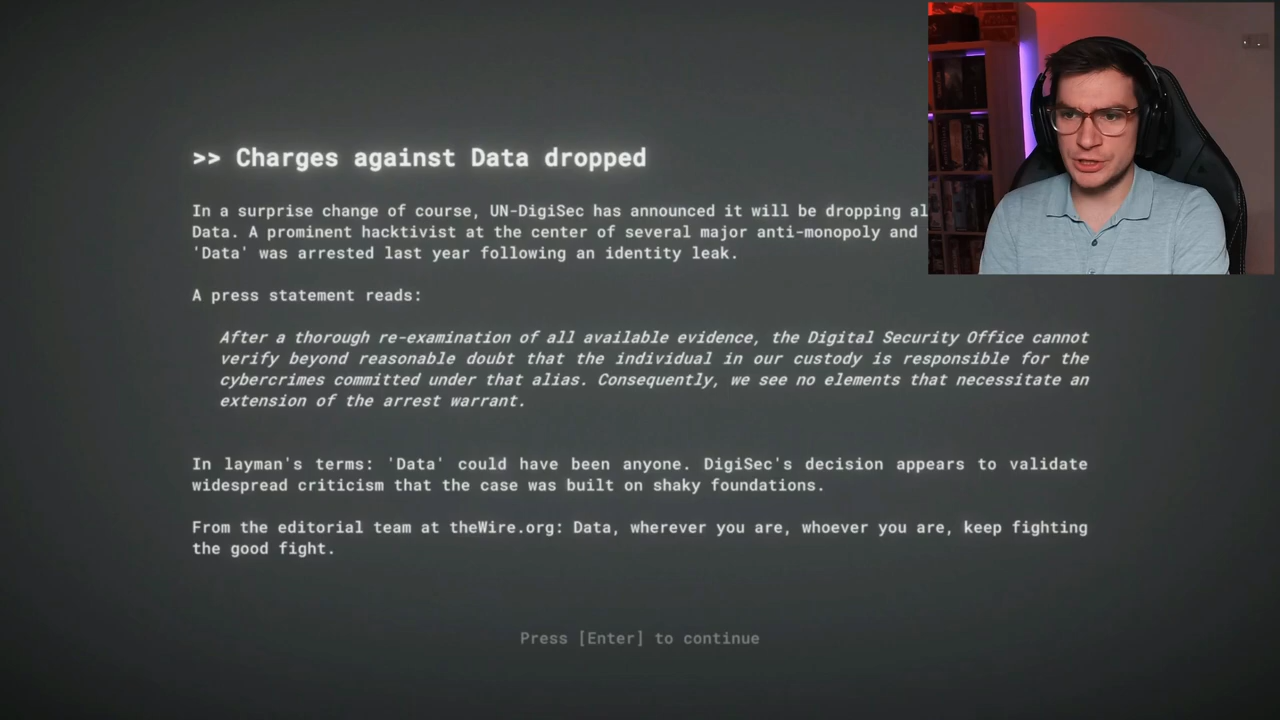 >> Charges against Data dropped
In a surprise change of course, UN-DigiSec has announced it will be dropping
Data. A prominent hacktivist at the center of several major anti-monopoly and
'Data' was arrested last year following an identity leak.
A press statement reads:
After a thorough re-examination of all available evidence, the Digital Security Office cannot
verify beyond reasonable doubt that the individual in our custody is responsible for the
cybercrimes committed under that alias. Consequently, we see no elements that necessitate an
extension of the arrest warrant.
In layman's terms: 'Data' could have been anyone. DigiSec's decision appears to validate
widespread criticism that the case was built on shaky foundations.
From the editorial team at theWire.org: Data, wherever you are, whoever you are, keep fighting
the good fight.
Press [Enter] to continue